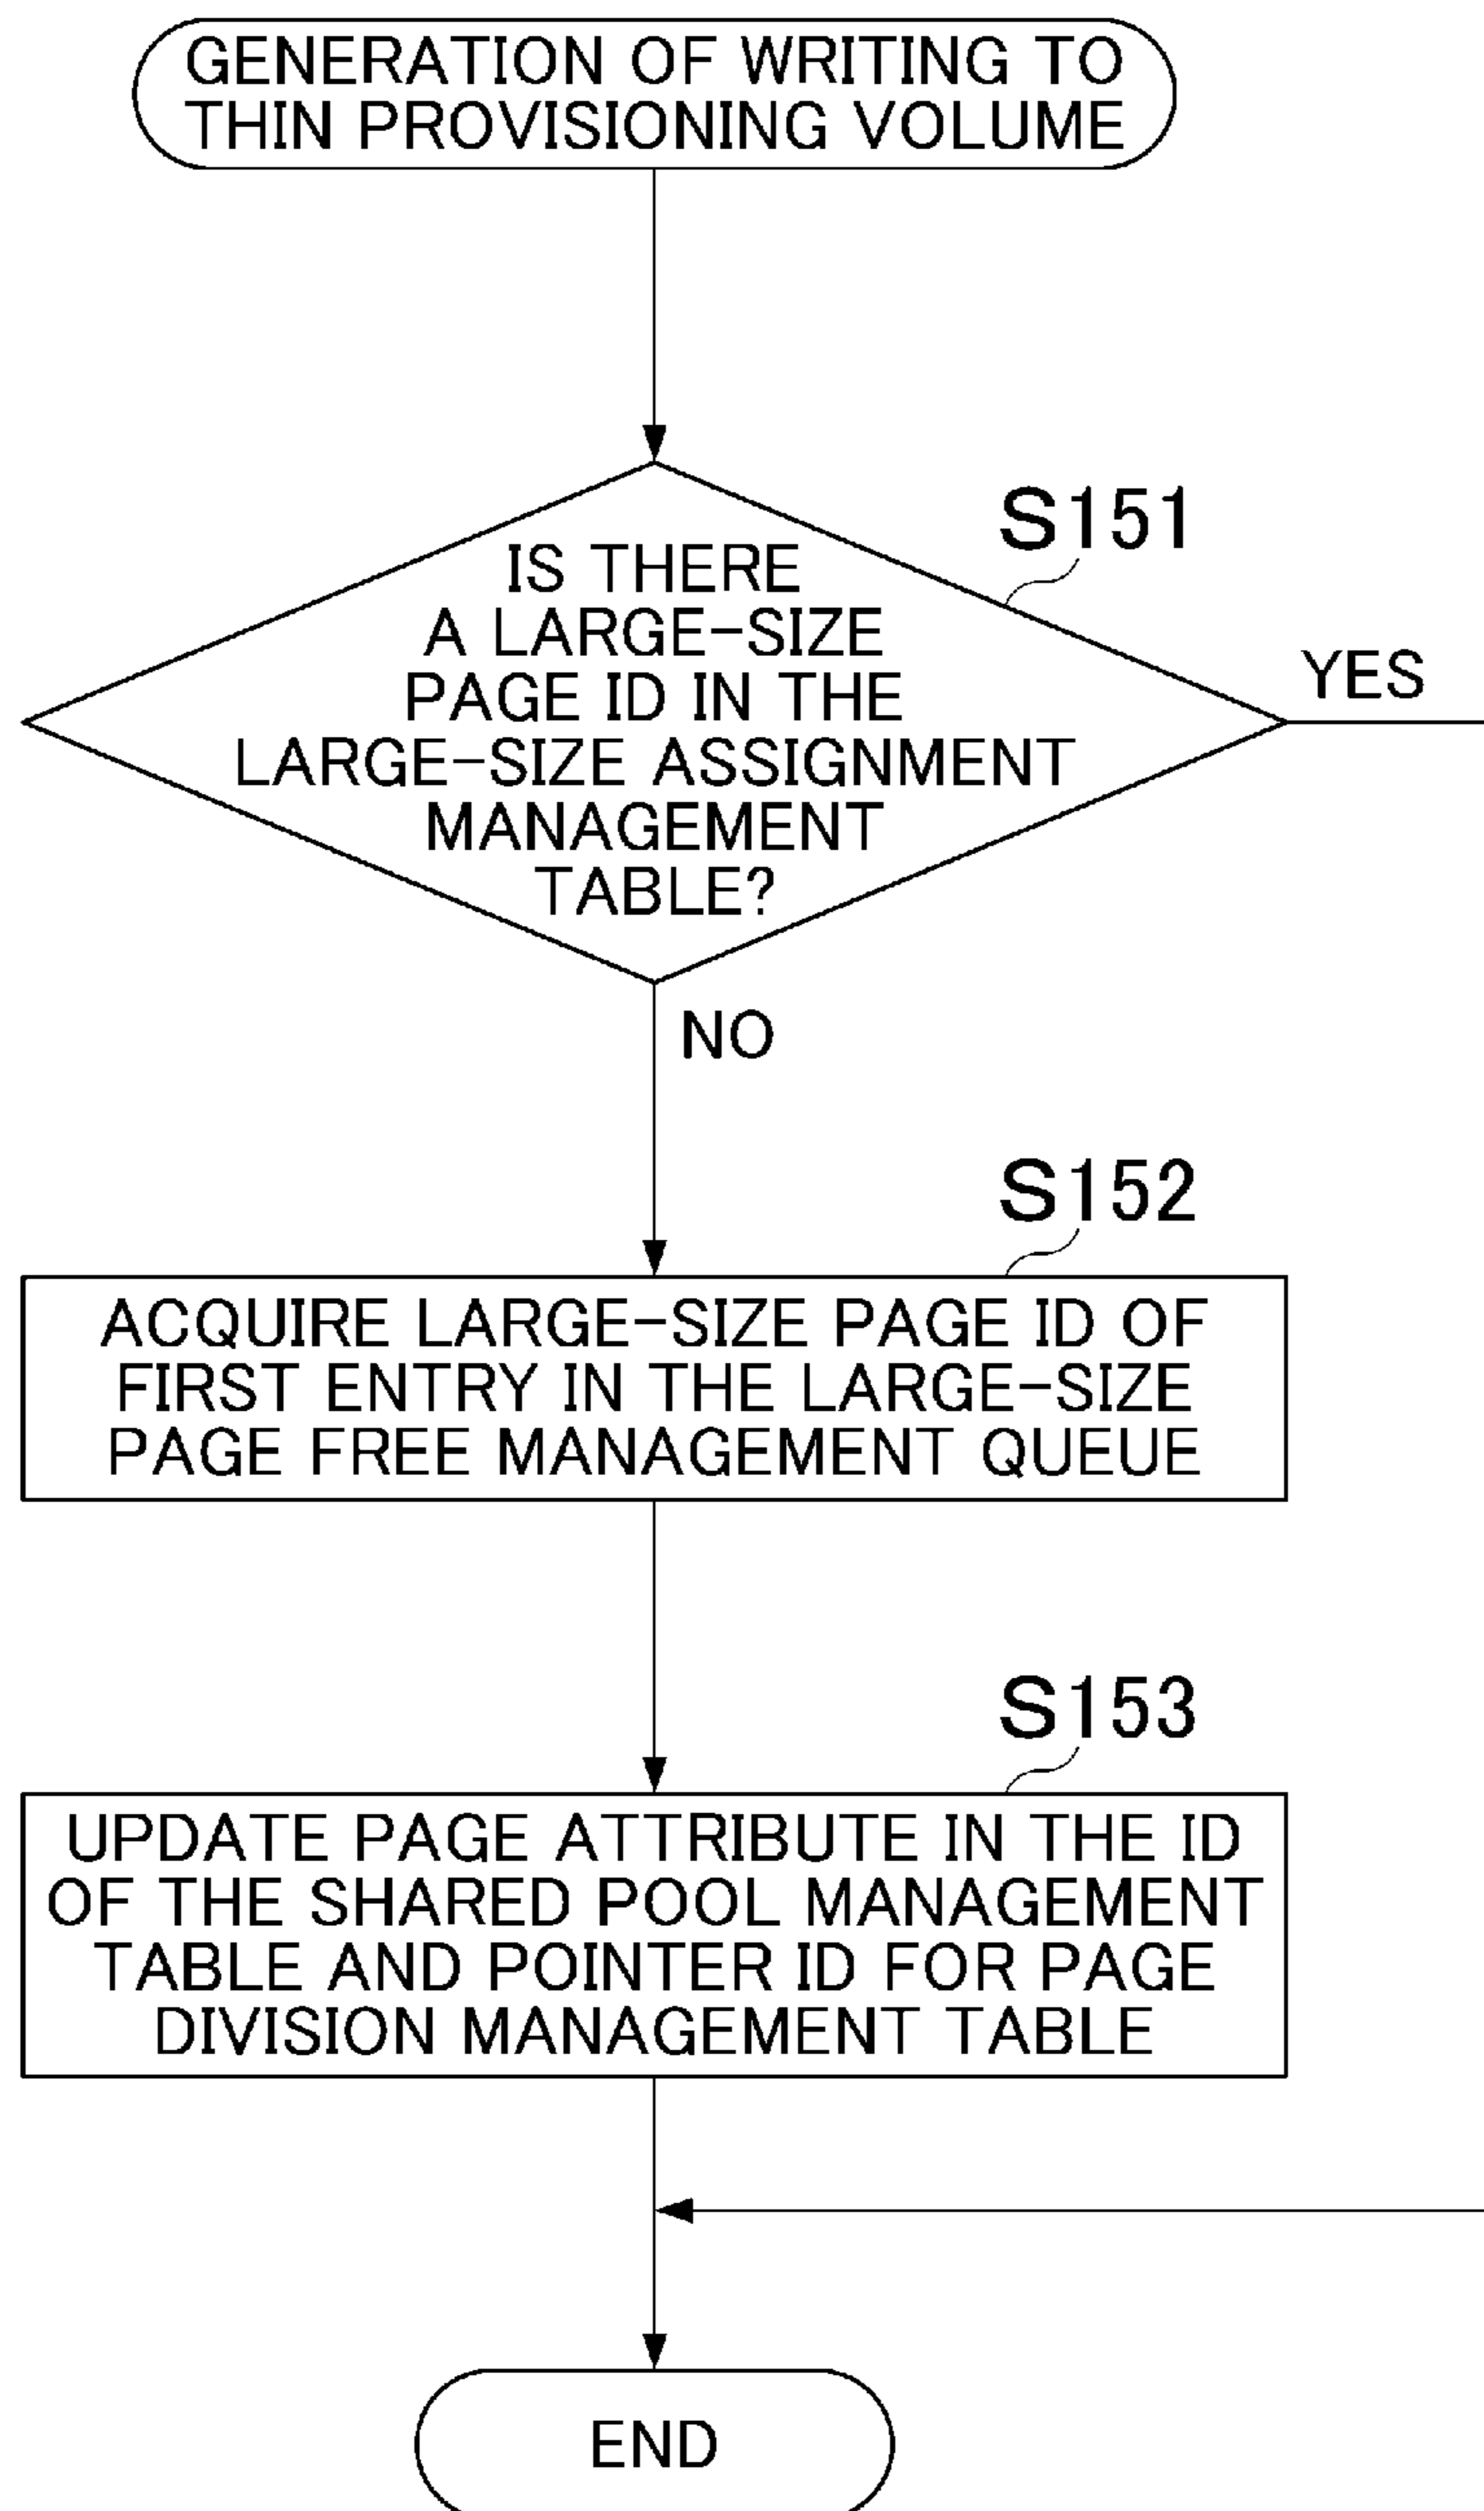 GENERATION OF WRITING TO
THIN PROVISIONING VOLUME
S151
IS THERE
A LARGE-SIZE
PAGE ID IN THE
LARGE-SIZE ASSIGNMENT
MANAGEMENT
TABLE?
YES
NO
S152
ACQUIRE LARGE-SIZE PAGE ID OF
FIRST ENTRY IN THE LARGE-SIZE
PAGE FREE MANAGEMENT QUEUE
S153
UPDATE PAGE ATTRIBUTE IN THE ID
OF THE SHARED POOL MANAGEMENT
TABLE AND POINTER ID FOR PAGE
DIVISION MANAGEMENT TABLE
END